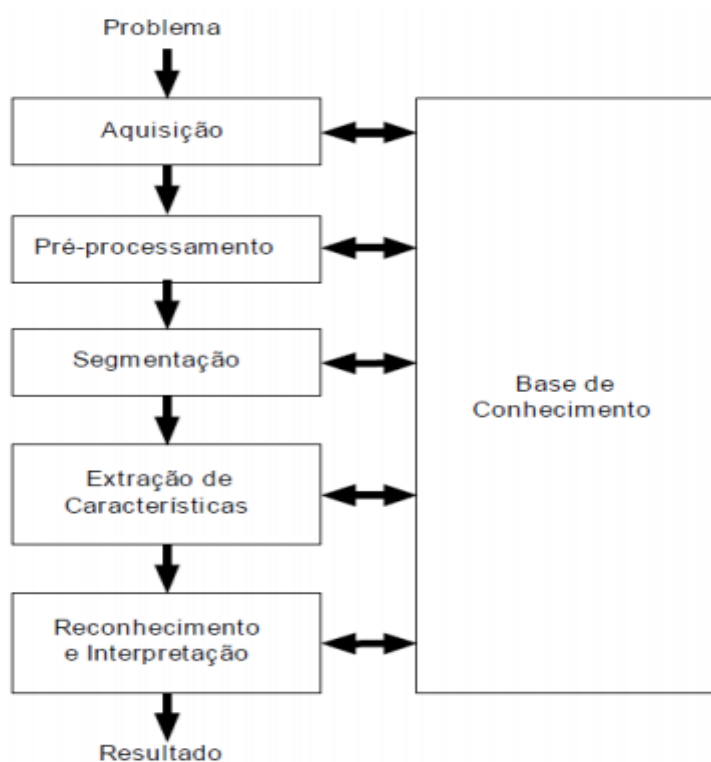 Problema
Aquisição
Pré-processamento
Segmentação
Extração de
Características
Reconhecimento
e Interpretação
Resultado
Base de
Conhecimento